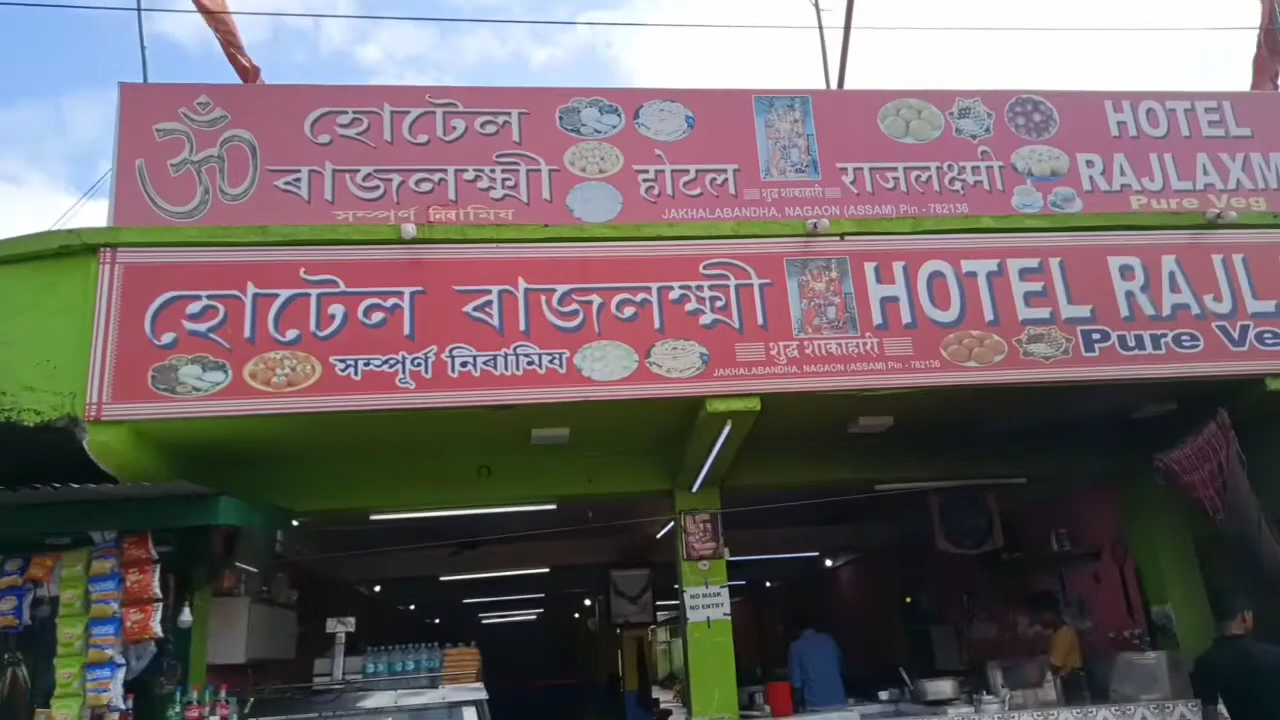 ॐ
হোটেল
ৰাজলক্ষ্মী
সম্পূৰ্ণ নিৰামিষ
होटल
राजलक्ष्मी
शुद्ध शाकाहारी
JAKHALABANDHA, NAGAON (ASSAM) Pin - 782136
HOTEL
RAJLAXM
Pure Veg
হোটেল ৰাজলক্ষ্মী
সম্পূৰ্ণ নিৰামিষ
शुद्ध शाकाहारी
JAKHALABANDHA, NAGAON (ASSAM) Pin - 782136
HOTEL RAJL
Pure Ve
NO MASK
NO ENTRY